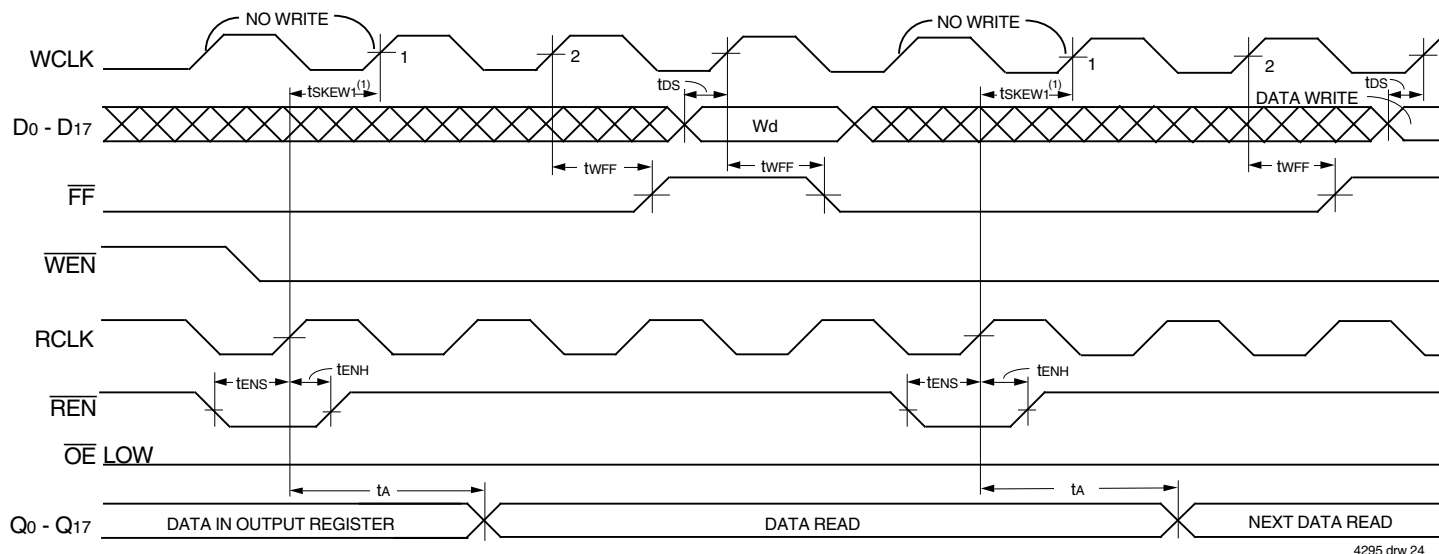 NO WRITE NO WRITE
WCLK 1 2 1 2
tSKEW1(1) tDS tSKEW1(1) tDS
D0 - D17 Wd DATA WRITE
tWFF tWFF tWFF
FF
WEN
RCLK
tENS tENH tENS tENH
REN
OE LOW
tA tA
Q0 - Q17 DATA IN OUTPUT REGISTER DATA READ NEXT DATA READ
4295 drw 24